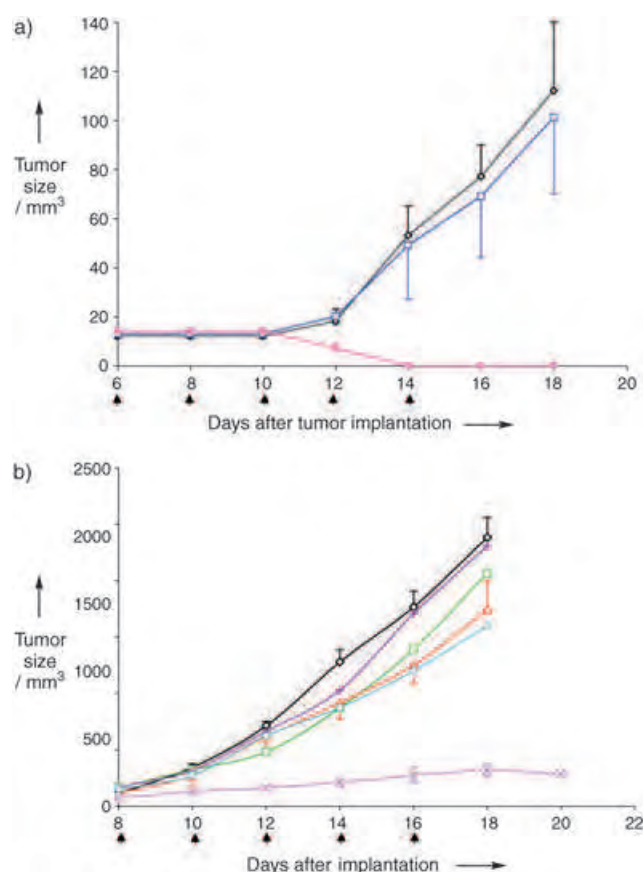 a)
140
120
100
80
60
40
20
0
Tumor
size
/ mm³
6 8 10 12 14 16 18 20
Days after tumor implantation
b)
2500
2000
1500
1000
500
0
Tumor
size
/ mm³
8 6 10 12 14 16 18 20 22
Days after implantation